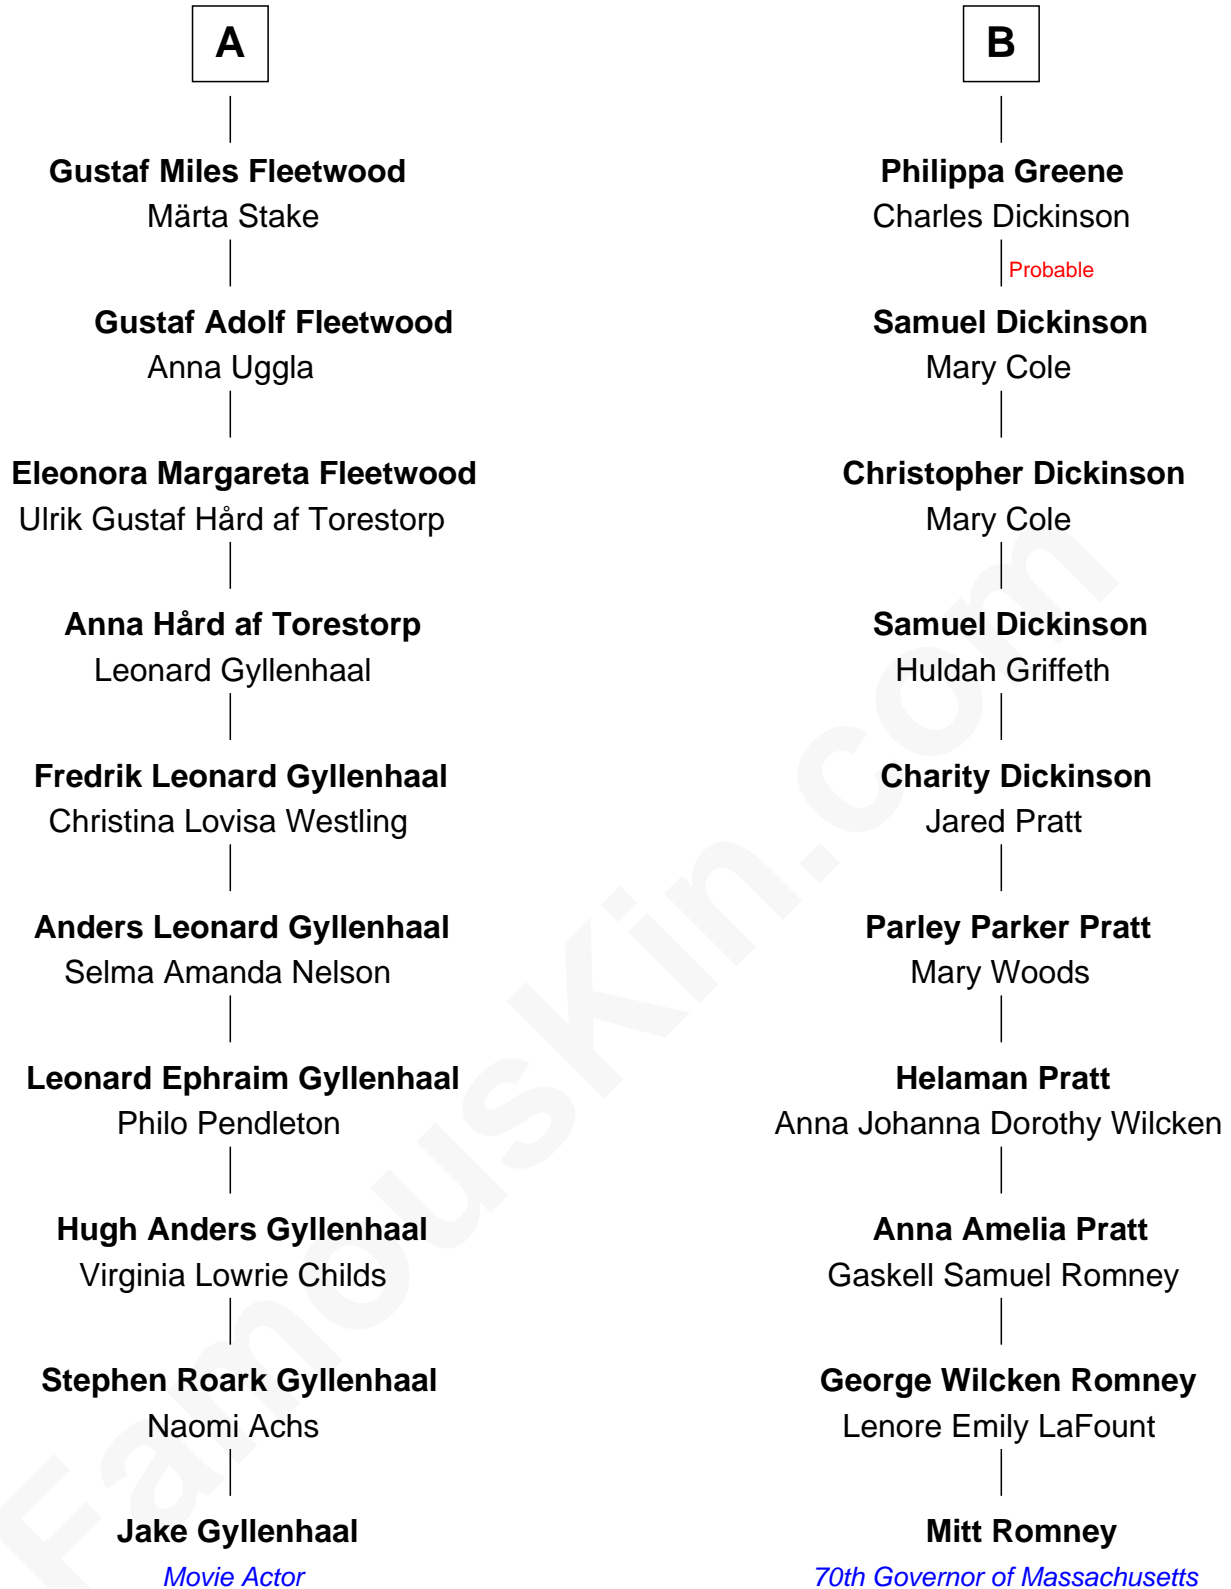 A
Gustaf Miles Fleetwood
Märta Stake
Gustaf Adolf Fleetwood
Anna Uggla
Eleonora Margareta Fleetwood
Ulrik Gustaf Hård af Torestorp
Anna Hård af Torestorp
Leonard Gyllenhaal
Fredrik Leonard Gyllenhaal
Christina Lovisa Westling
Anders Leonard Gyllenhaal
Selma Amanda Nelson
Leonard Ephraim Gyllenhaal
Philo Pendleton
Hugh Anders Gyllenhaal
Virginia Lowrie Childs
Stephen Roark Gyllenhaal
Naomi Achs
Jake Gyllenhaal
Movie Actor
B
Philippa Greene
Charles Dickinson
Probable
Samuel Dickinson
Mary Cole
Christopher Dickinson
Mary Cole
Samuel Dickinson
Huldah Griffeth
Charity Dickinson
Jared Pratt
Parley Parker Pratt
Mary Woods
Helaman Pratt
Anna Johanna Dorothy Wilcken
Anna Amelia Pratt
Gaskell Samuel Romney
George Wilcken Romney
Lenore Emily LaFount
Mitt Romney
70th Governor of Massachusetts
FamousKin.com